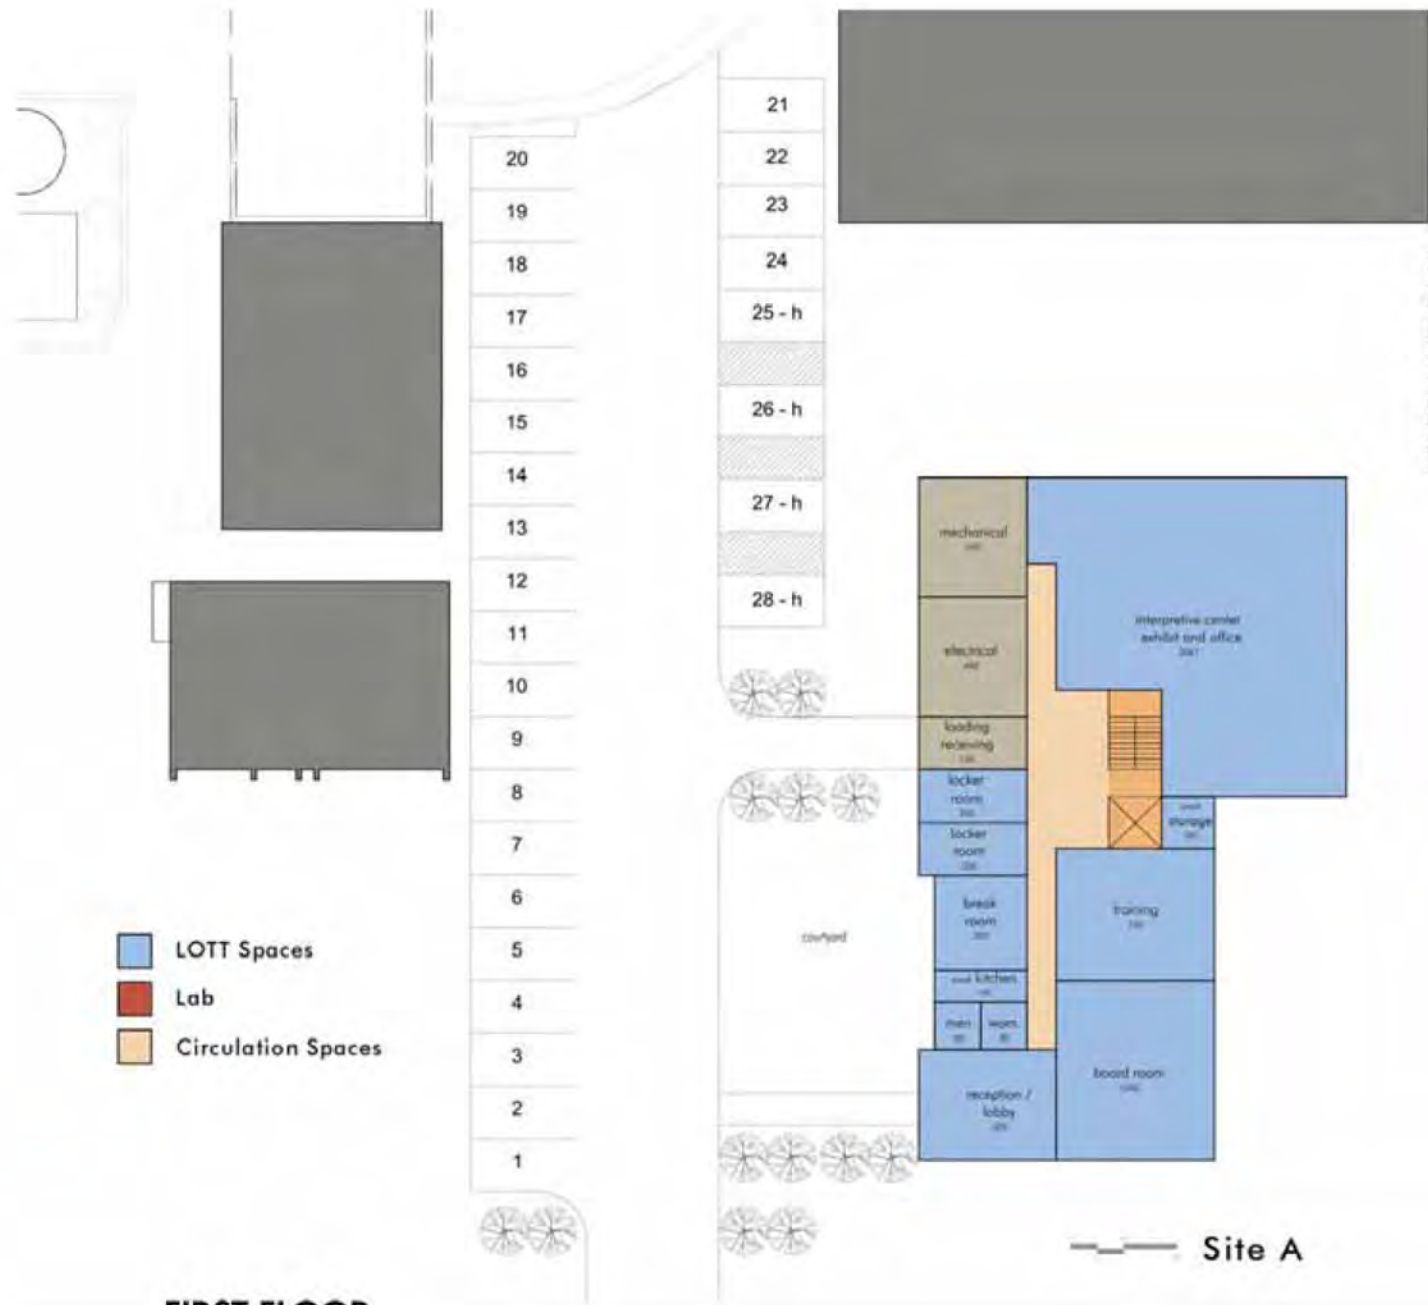 21
20
22
19
23
18
24
17
25 - h
16
26 - h
15
14
27 - h
13
mechanical
12
28 - h
11
interpretive center
exhibit and office
electrical
10
9
loading
receiving
8
locker
room
storage
7
locker
room
6
break
room
training
courtyard
5
LOTT Spaces
4
kitchen
Lab
3
men
wom.
Circulation Spaces
board room
2
reception /
lobby
1
Site A
FIRST FLOOR